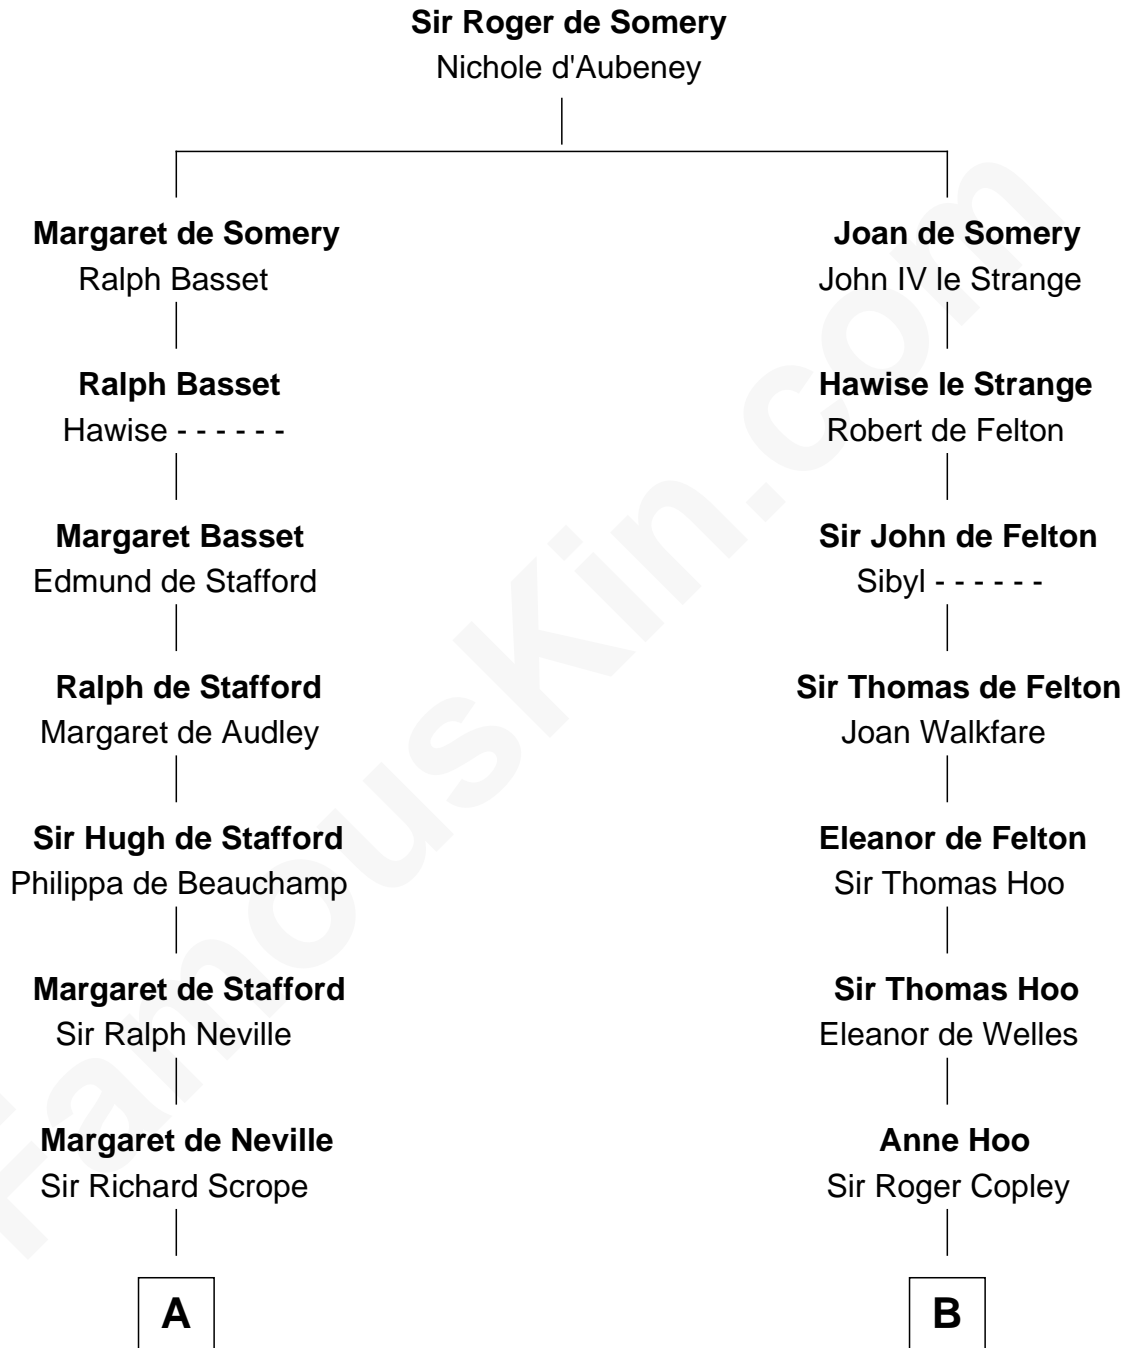 Sir Roger de Somery
Nichole d'Aubeney
Margaret de Somery
Ralph Basset
Joan de Somery
John IV le Strange
Ralph Basset
Hawise - - - - - -
Hawise le Strange
Robert de Felton
Margaret Basset
Edmund de Stafford
Sir John de Felton
Sibyl - - - - - -
Ralph de Stafford
Margaret de Audley
Sir Thomas de Felton
Joan Walkfare
Sir Hugh de Stafford
Philippa de Beauchamp
Eleanor de Felton
Sir Thomas Hoo
Margaret de Stafford
Sir Ralph Neville
Sir Thomas Hoo
Eleanor de Welles
Margaret de Neville
Sir Richard Scrope
Anne Hoo
Sir Roger Copley
A
B
FamousKin.com